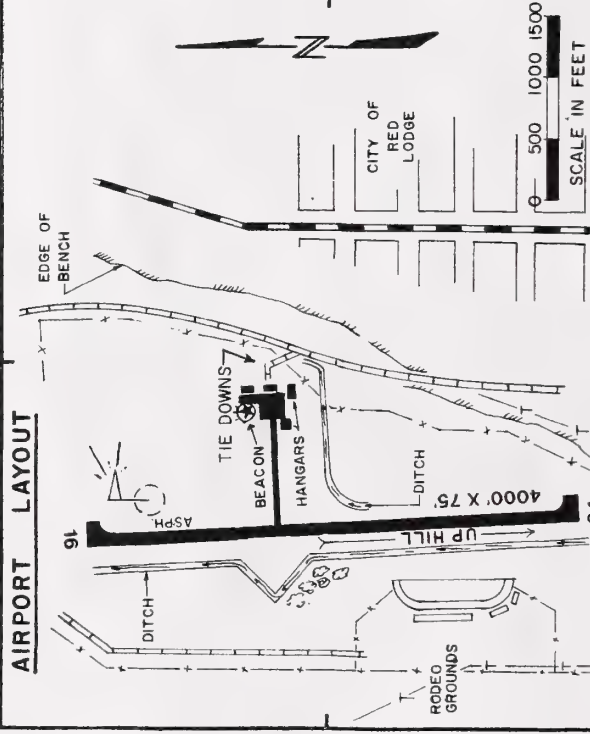 AIRPORT LAYOUT
EDGE OF
BENCH
N
16
ASPH
TIE DOWNS
BEACON
HANGARS
DITCH
DITCH
4000' X 75'
UP HILL
RODEO
GROUNDS
T
T
T
T
CITY OF
RED
LODGE
0 500 1000 1500
SCALE IN FEET